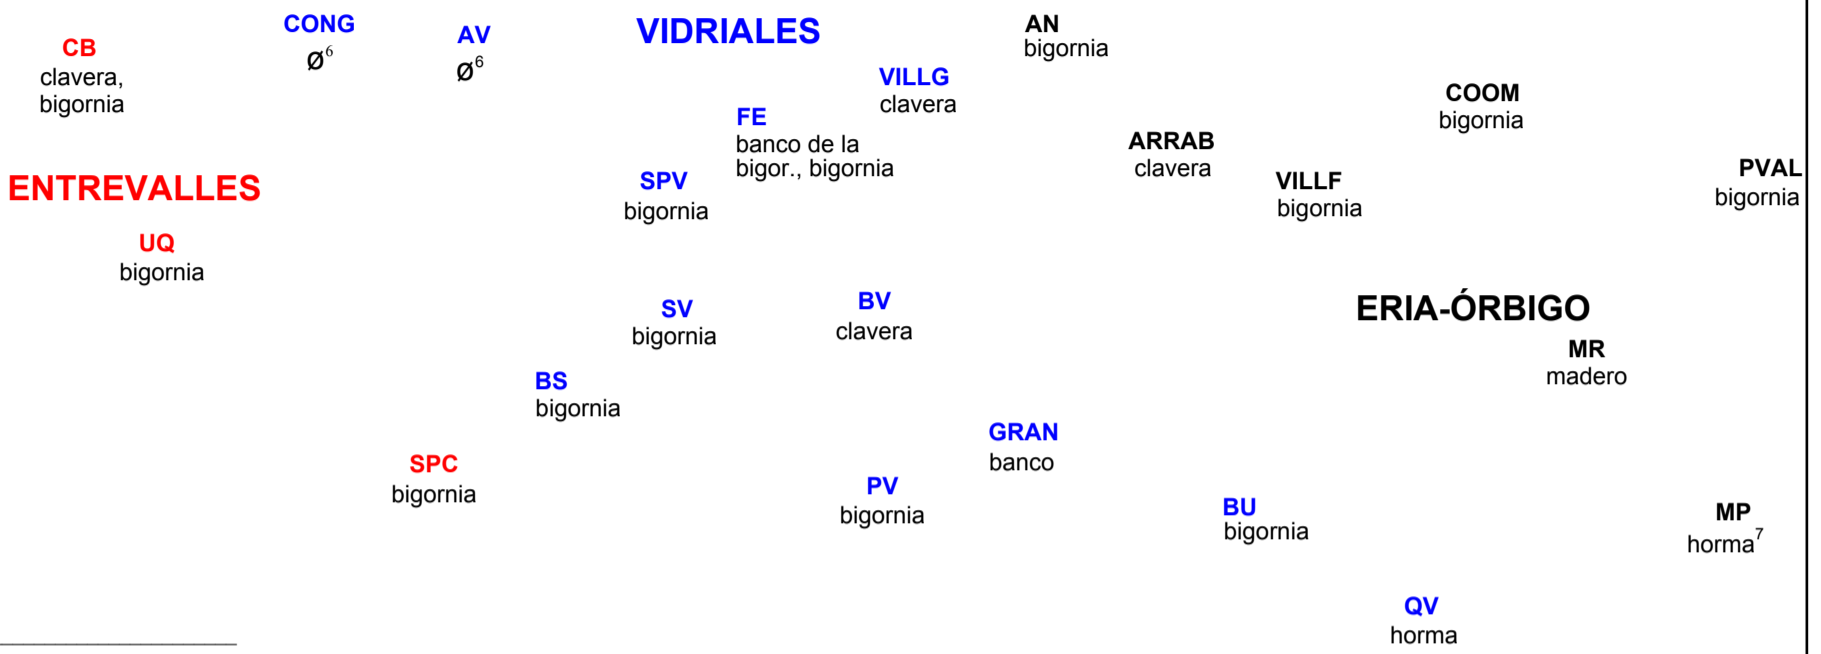 CB
clavera,
bigornia
CONG
Ø⁶
AV
Ø⁶
VIDRIALES
VILLG
clavera
AN
bigornia
COOM
bigornia
FE
banco de la
bigor., bigornia
ARRAB
clavera
PVAL
bigornia
ENTREVALLES
SPV
bigornia
VILLF
bigornia
UQ
bigornia
SV
bigornia
BV
clavera
ERIA-ÓRBIGO
MR
madero
BS
bigornia
GRAN
banco
SPC
bigornia
PV
bigornia
BU
bigornia
MP
horma⁷
QV
horma